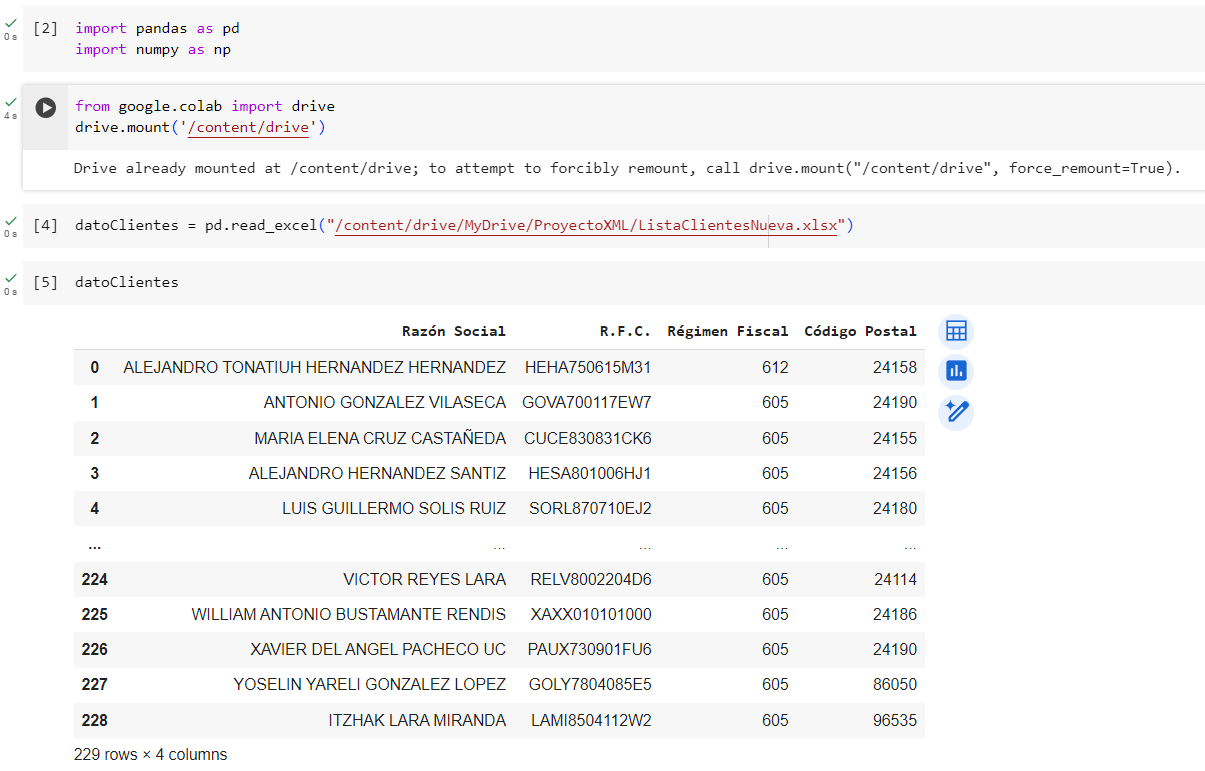 [2] import pandas as pd
0 s import numpy as np
from google.colab import drive
4 s drive.mount('/content/drive')
Drive already mounted at /content/drive; to attempt to forcibly remount, call drive.mount("/content/drive", force_remount=True).
[4] datoClientes = pd.read_excel("/content/drive/MyDrive/ProyectoXML/ListaClientesNueva.xlsx")
0 s
[5] datoClientes
0 s
Razón Social R.F.C. Régimen Fiscal Código Postal
0 ALEJANDRO TONATIUH HERNANDEZ HERNANDEZ HEHA750615M31 612 24158
1 ANTONIO GONZALEZ VILASECA GOVA700117EW7 605 24190
2 MARIA ELENA CRUZ CASTAÑEDA CUCE830831CK6 605 24155
3 ALEJANDRO HERNANDEZ SANTIZ HESA801006HJ1 605 24156
4 LUIS GUILLERMO SOLIS RUIZ SORL870710EJ2 605 24180
... ... ... ... ...
224 VICTOR REYES LARA RELV8002204D6 605 24114
225 WILLIAM ANTONIO BUSTAMANTE RENDIS XAXX010101000 605 24186
226 XAVIER DEL ANGEL PACHECO UC PAUX730901FU6 605 24190
227 YOSELIN YARELI GONZALEZ LOPEZ GOLY7804085E5 605 86050
228 ITZHAK LARA MIRANDA LAMI8504112W2 605 96535
229 rows × 4 columns